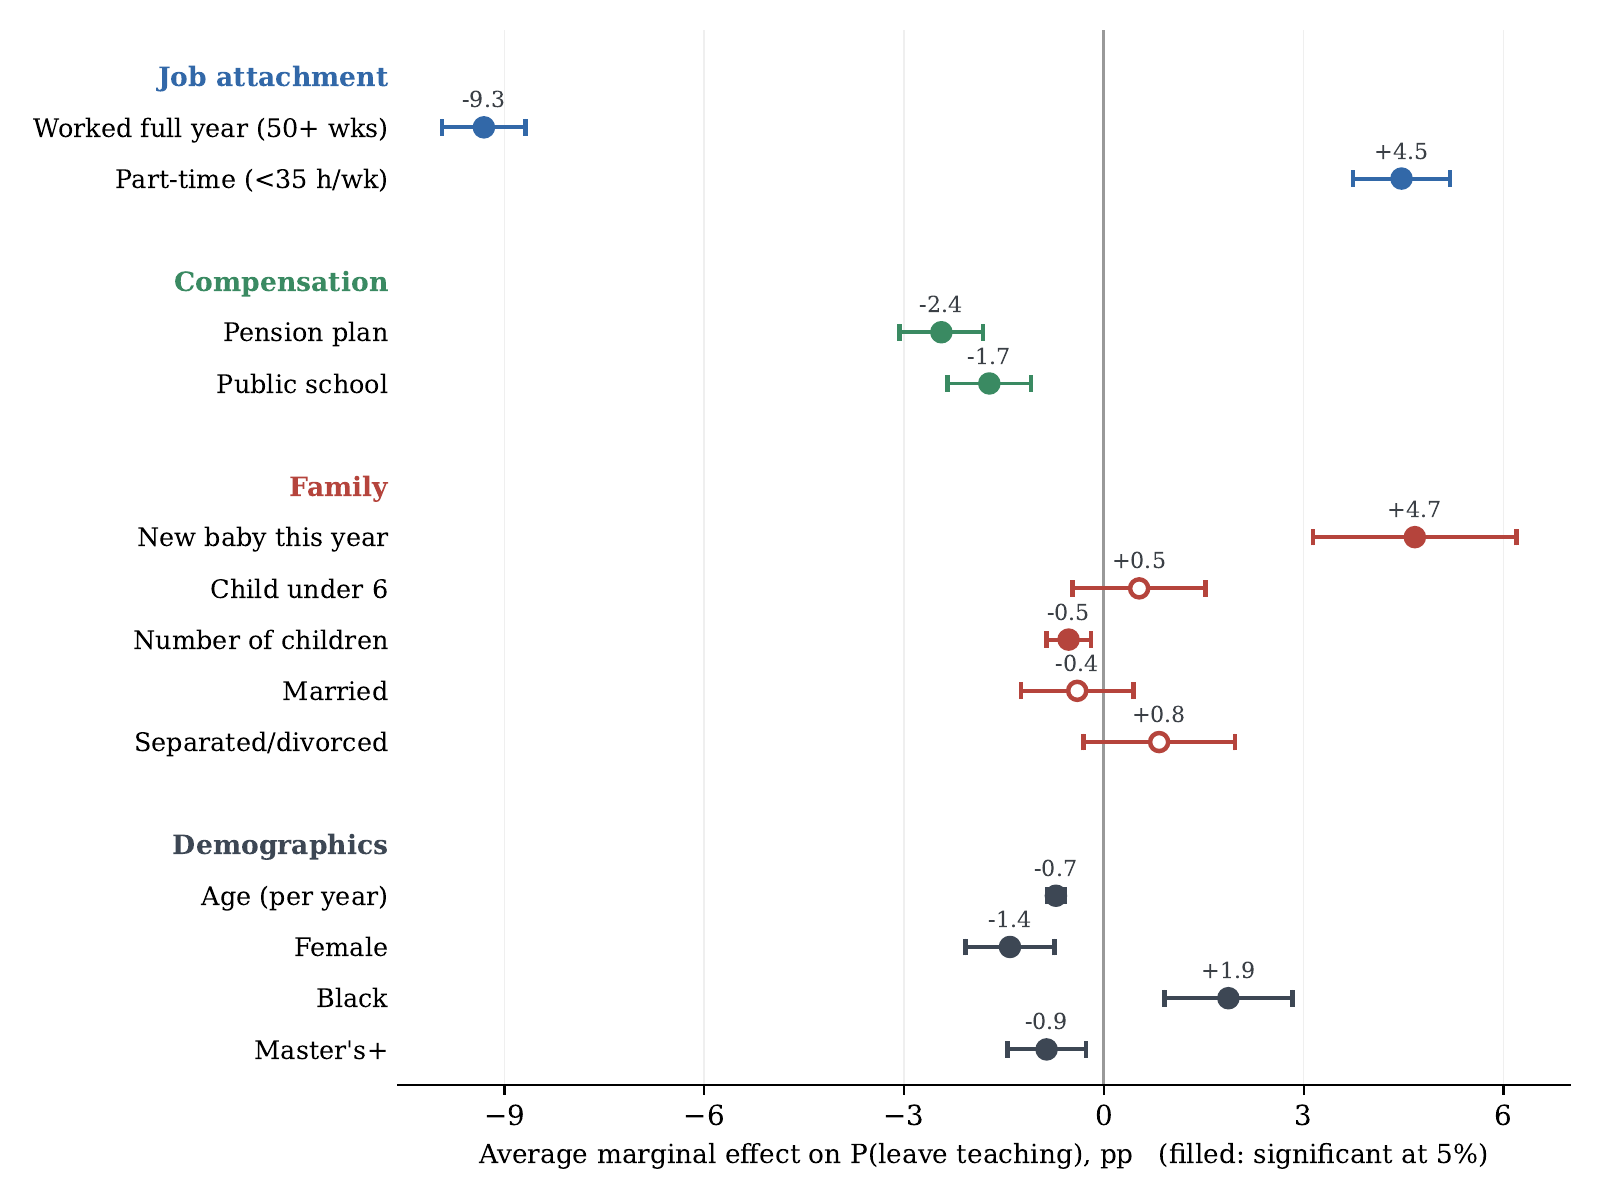 Job attachment
-9.3
Worked full year (50+ wks)
+4.5
Part-time (<35 h/wk)
Compensation
-2.4
Pension plan
-1.7
Public school
Family
+4.7
New baby this year
+0.5
Child under 6
-0.5
Number of children
-0.4
Married
+0.8
Separated/divorced
Demographics
-0.7
Age (per year)
-1.4
Female
+1.9
Black
-0.9
Master's+
−9 −6 −3 0 3 6
Average marginal effect on P(leave teaching), pp (filled: significant at 5%)